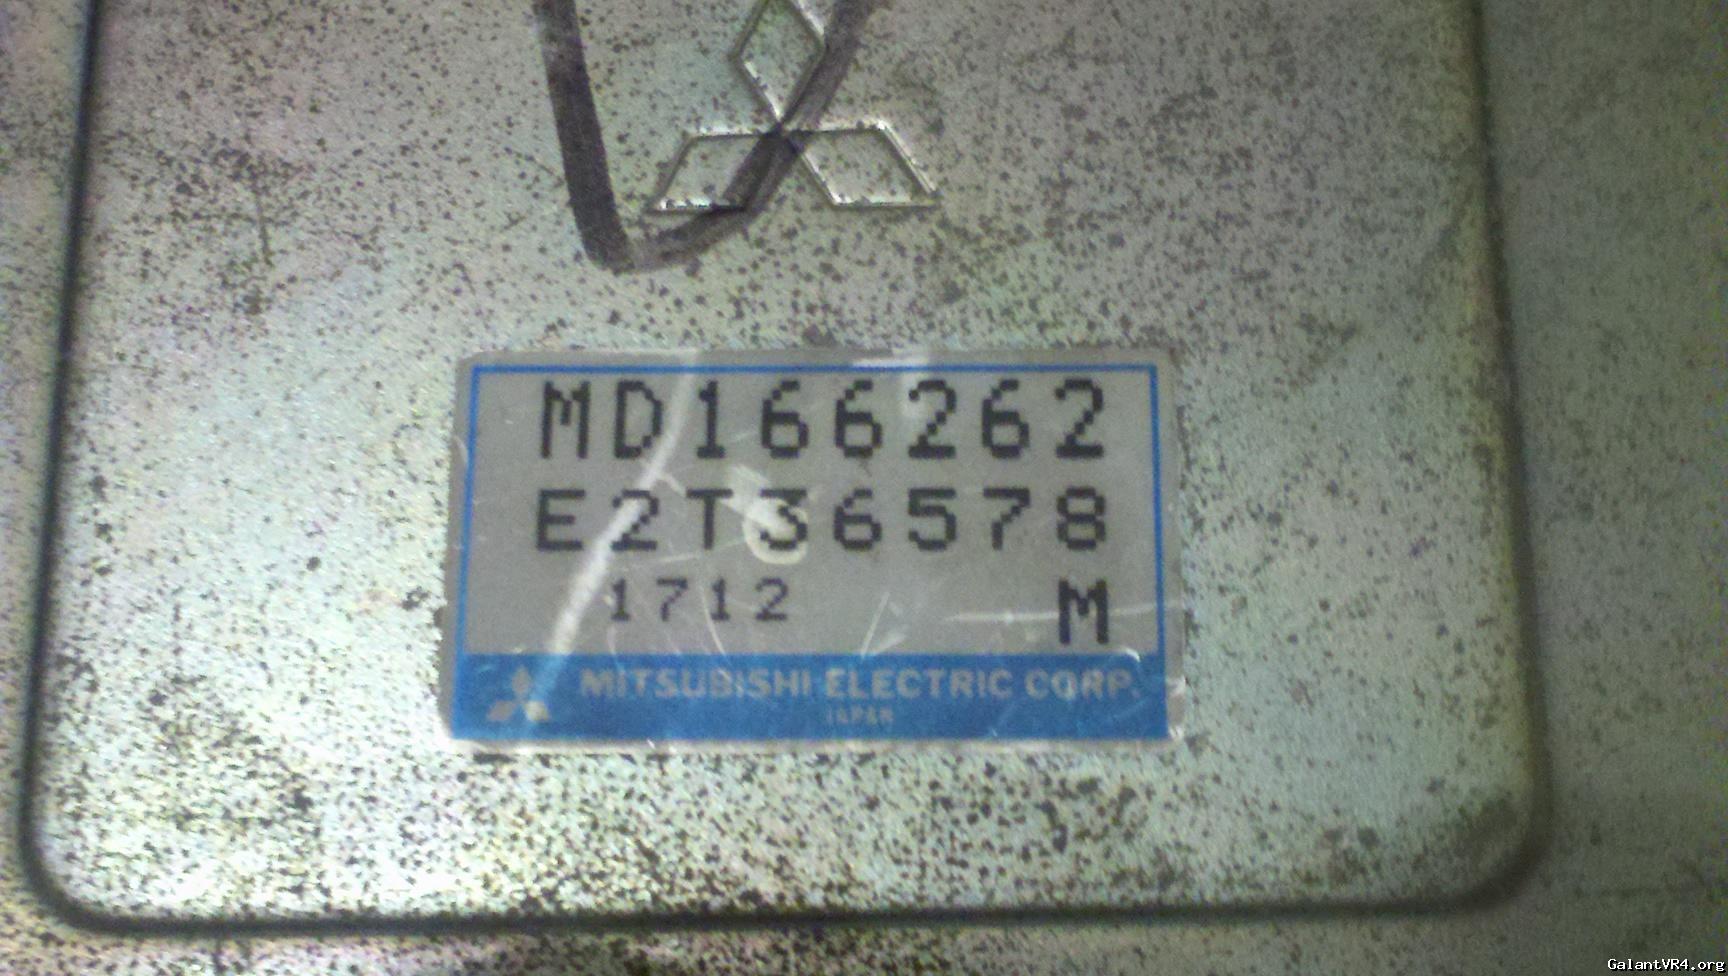 MD166262
E2T36578
1712 M
MITSUBISHI ELECTRIC CORP.
JAPAN
GalantVR4.org